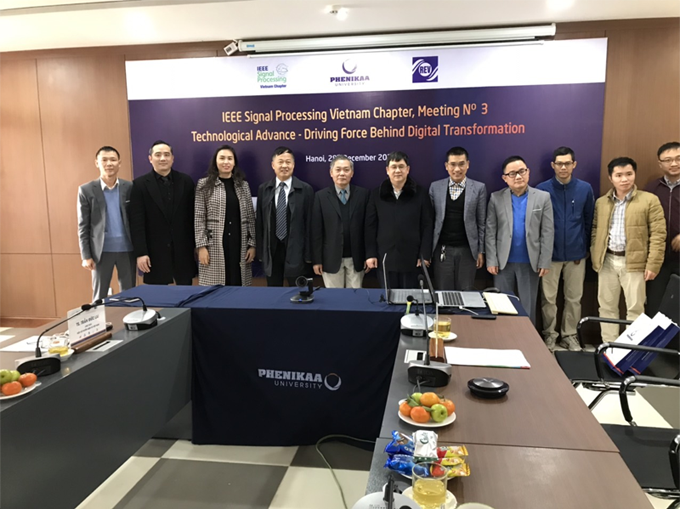 IEEE
Signal
Processing
Vietnam Chapter
PHENIKAA
UNIVERSITY
REV
IEEE Signal Processing Vietnam Chapter, Meeting Nº 3
Technological Advance - Driving Force Behind Digital Transformation
Hanoi,
PHENIKAA
UNIVERSITY